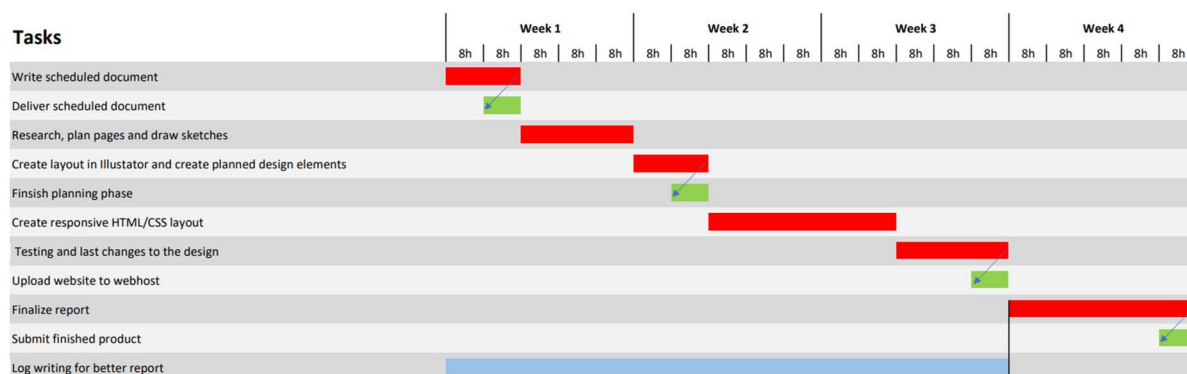 Week 1 Week 2 Week 3 Week 4
Tasks
8h 8h 8h 8h 8h 8h 8h 8h 8h 8h 8h 8h 8h 8h 8h 8h 8h 8h 8h 8h
Write scheduled document
Deliver scheduled document
Research, plan pages and draw sketches
Create layout in Illustator and create planned design elements
Finsish planning phase
Create responsive HTML/CSS layout
Testing and last changes to the design
Upload website to webhost
Finalize report
Submit finished product
Log writing for better report